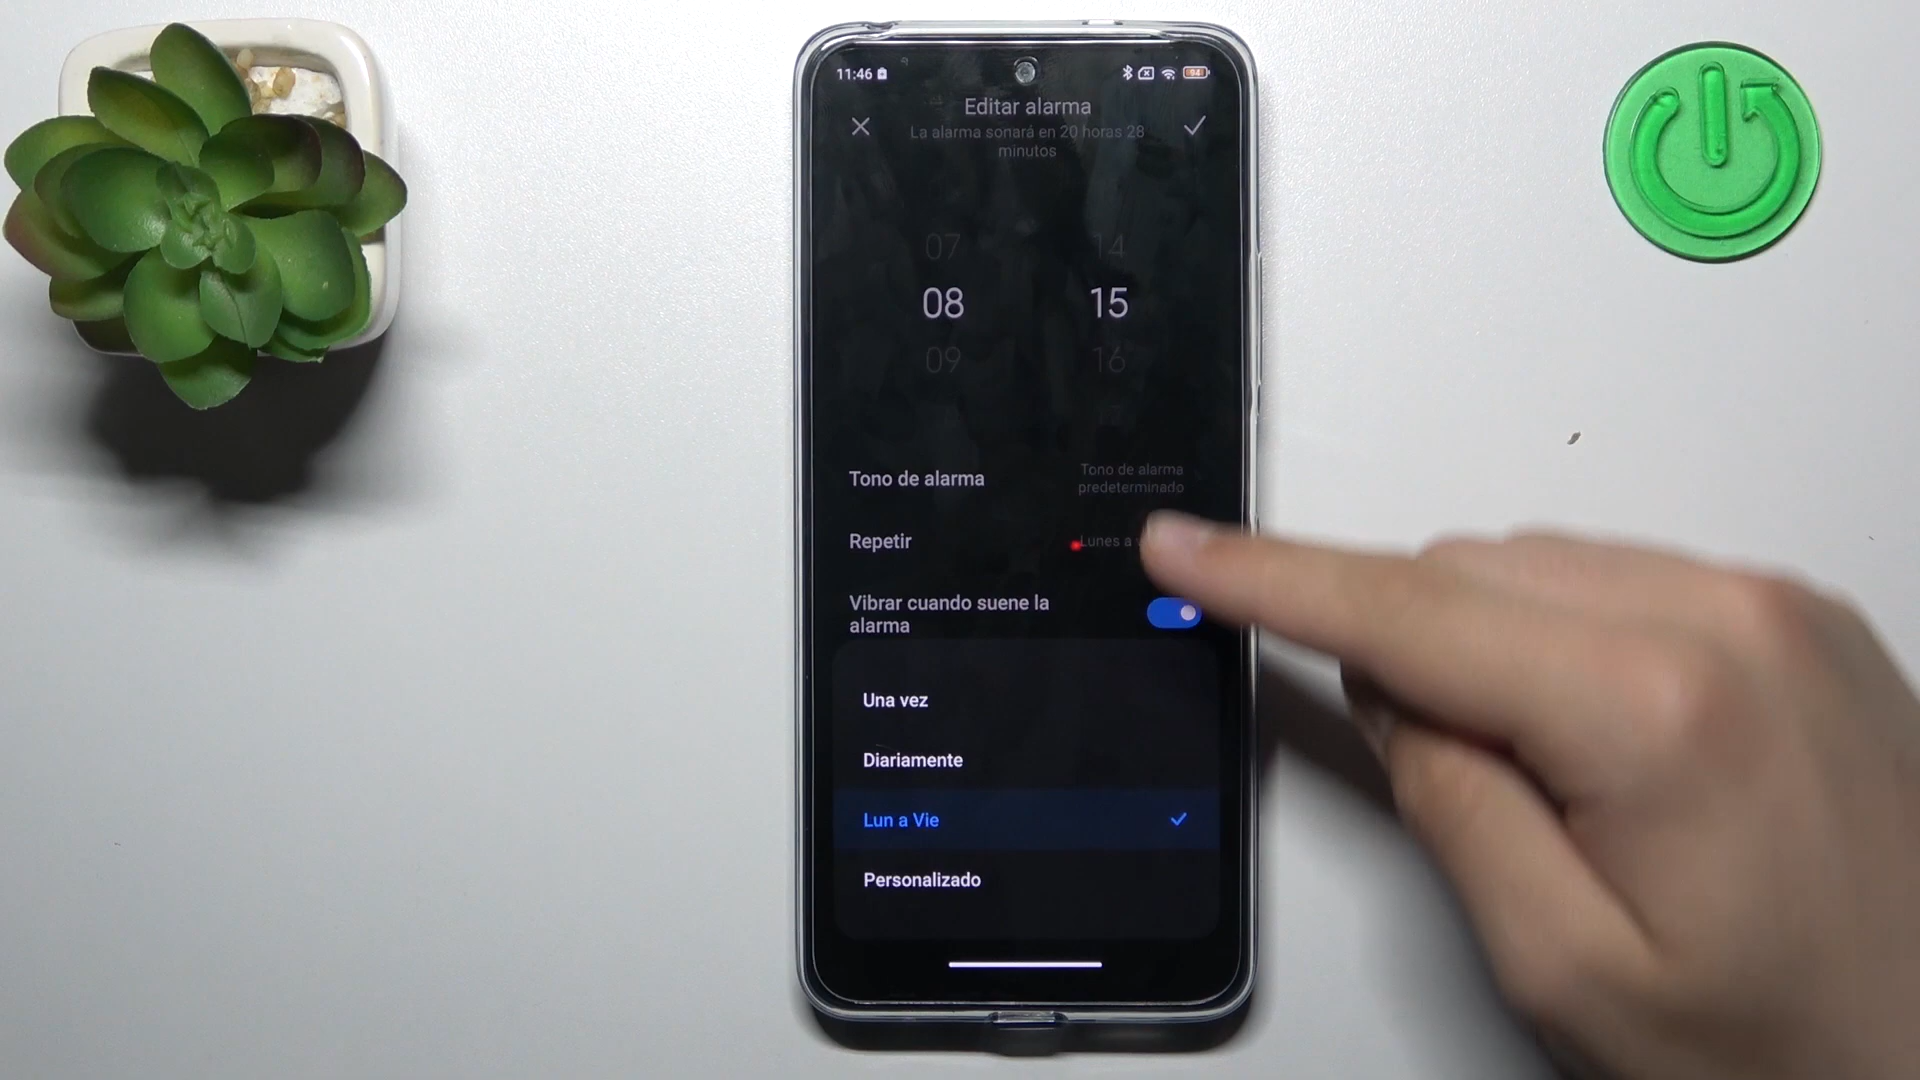 11:46
94
Editar alarma
La alarma sonará en 20 horas 28
minutos
07 14
08 15
09 16
Tono de alarma
Tono de alarma
predeterminado
Repetir
Lunes a
Vibrar cuando suene la
alarma
Una vez
Diariamente
Lun a Vie
Personalizado